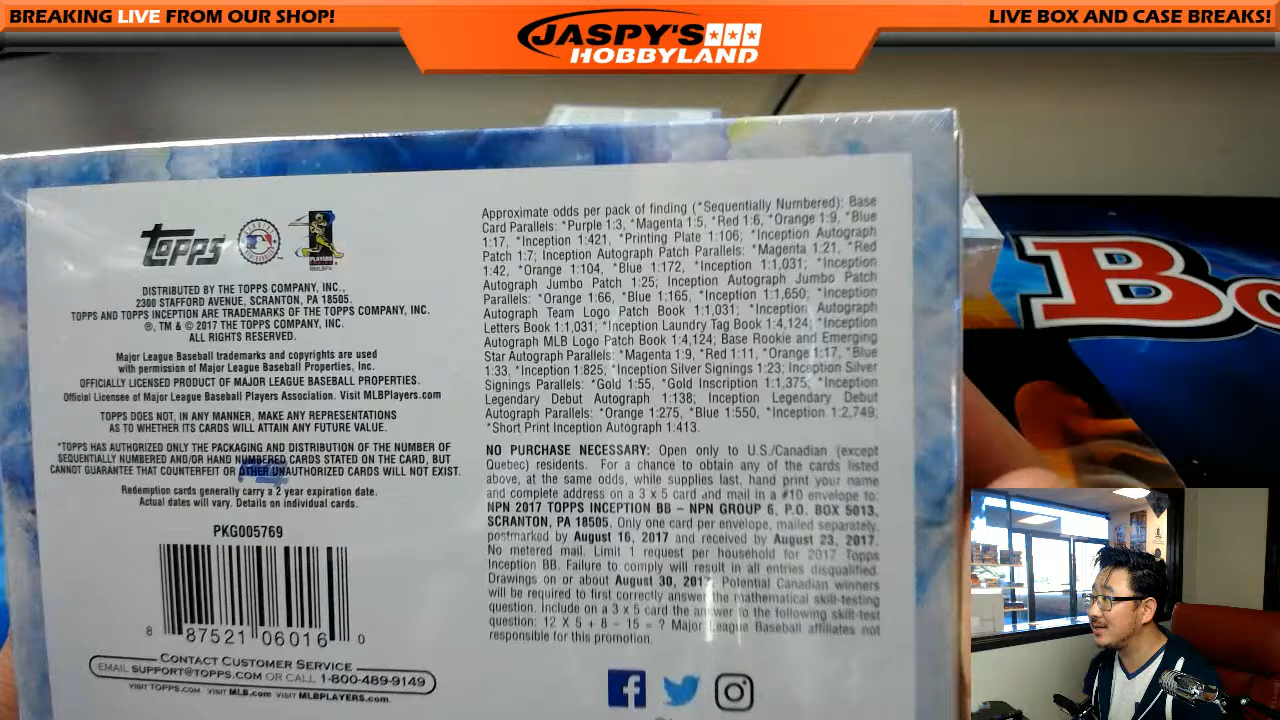 BREAKING LIVE FROM OUR SHOP!
JASPY'S
HOBBYLAND
LIVE BOX AND CASE BREAKS!
topps
PLAYERS
DISTRIBUTED BY THE TOPPS COMPANY, INC.,
2300 STAFFORD AVENUE, SCRANTON, PA 18505.
TOPPS AND TOPPS INCEPTION ARE TRADEMARKS OF THE TOPPS COMPANY, INC.
®, TM & © 2017 THE TOPPS COMPANY, INC.
ALL RIGHTS RESERVED.
Major League Baseball trademarks and copyrights are used
with permission of Major League Baseball Properties, Inc.
OFFICIALLY LICENSED PRODUCT OF MAJOR LEAGUE BASEBALL PROPERTIES.
Official Licensee of Major League Baseball Players Association. Visit MLBPlayers.com
TOPPS DOES NOT, IN ANY MANNER, MAKE ANY REPRESENTATIONS
AS TO WHETHER ITS CARDS WILL ATTAIN ANY FUTURE VALUE.
*TOPPS HAS AUTHORIZED ONLY THE PACKAGING AND DISTRIBUTION OF THE NUMBER OF
SEQUENTIALLY NUMBERED AND/OR HAND NUMBERED CARDS STATED ON THE CARD, BUT
CANNOT GUARANTEE THAT COUNTERFEIT OR OTHER UNAUTHORIZED CARDS WILL NOT EXIST.
Redemption cards generally carry a 2 year expiration date.
Actual dates will vary. Details on individual cards.
PKG005769
8 87521 06016 0
CONTACT CUSTOMER SERVICE
EMAIL SUPPORT@TOPPS.COM OR CALL 1-800-489-9149
VISIT TOPPS.COM VISIT MLB.com VISIT MLBPLAYERS.com
Approximate odds per pack of finding (*Sequentially Numbered): Base
Card Parallels: *Purple 1:3, *Magenta 1:5, *Red 1:6, *Orange 1:9, *Blue
1:17, *Inception 1:421, *Printing Plate 1:106; *Inception Autograph
Patch 1:7; Inception Autograph Patch Parallels: *Magenta 1:21, *Red
1:42, *Orange 1:104, *Blue 1:172, *Inception 1:1,031; *Inception
Autograph Jumbo Patch 1:25; Inception Autograph Jumbo Patch
Parallels: *Orange 1:66, *Blue 1:165, *Inception 1:1,650; *Inception
Autograph Team Logo Patch Book 1:1,031; *Inception Autograph
Letters Book 1:1,031; *Inception Laundry Tag Book 1:4,124; *Inception
Autograph MLB Logo Patch Book 1:4,124; Base Rookie and Emerging
Star Autograph Parallels: *Magenta 1:9, *Red 1:11, *Orange 1:17, *Blue
1:33, *Inception 1:825; *Inception Silver Signings 1:23; Inception Silver
Signings Parallels: *Gold 1:55, *Gold Inscription 1:1,375; *Inception
Legendary Debut Autograph 1:138; Inception Legendary Debut
Autograph Parallels: *Orange 1:275, *Blue 1:550, *Inception 1:2,749;
*Short Print Inception Autograph 1:413.
NO PURCHASE NECESSARY: Open only to U.S./Canadian (except
Quebec) residents. For a chance to obtain any of the cards listed
above, at the same odds, while supplies last, hand print your name
and complete address on a 3 x 5 card and mail in a #10 envelope to:
NPN 2017 TOPPS INCEPTION BB – NPN GROUP 6, P.O. BOX 5013,
SCRANTON, PA 18505. Only one card per envelope, mailed separately,
postmarked by August 16, 2017 and received by August 23, 2017.
No metered mail. Limit 1 request per household for 2017 Topps
Inception BB. Failure to comply will result in all entries disqualified.
Drawings on or about August 30, 2017. Potential Canadian winners
will be required to first correctly answer the mathematical skill-testing
question. Include on a 3 x 5 card the answer to the following skill-test
question: 12 X 5 + 8 – 15 = ? Major League Baseball affiliates not
responsible for this promotion.